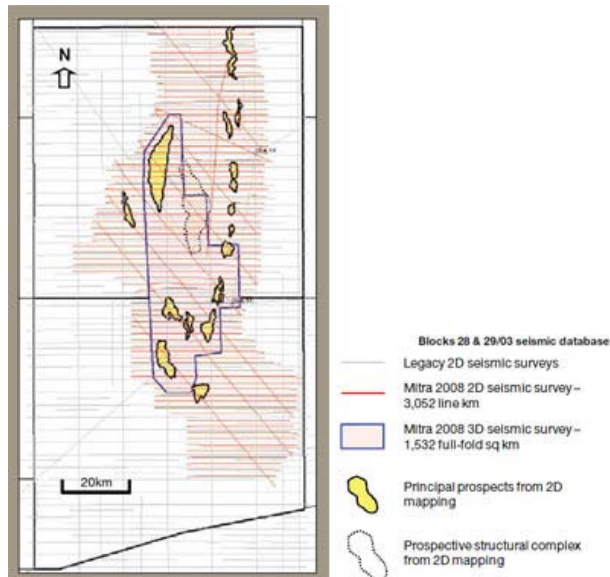 N
20km
Blocks 28 & 29/03 seismic database
Legacy 2D seismic surveys
Mitra 2008 2D seismic survey–
3,052 line km
Mitra 2008 3D seismic survey–
1,532 full-fold sq km
Principal prospects from 2D
mapping
Prospective structural complex
from 2D mapping